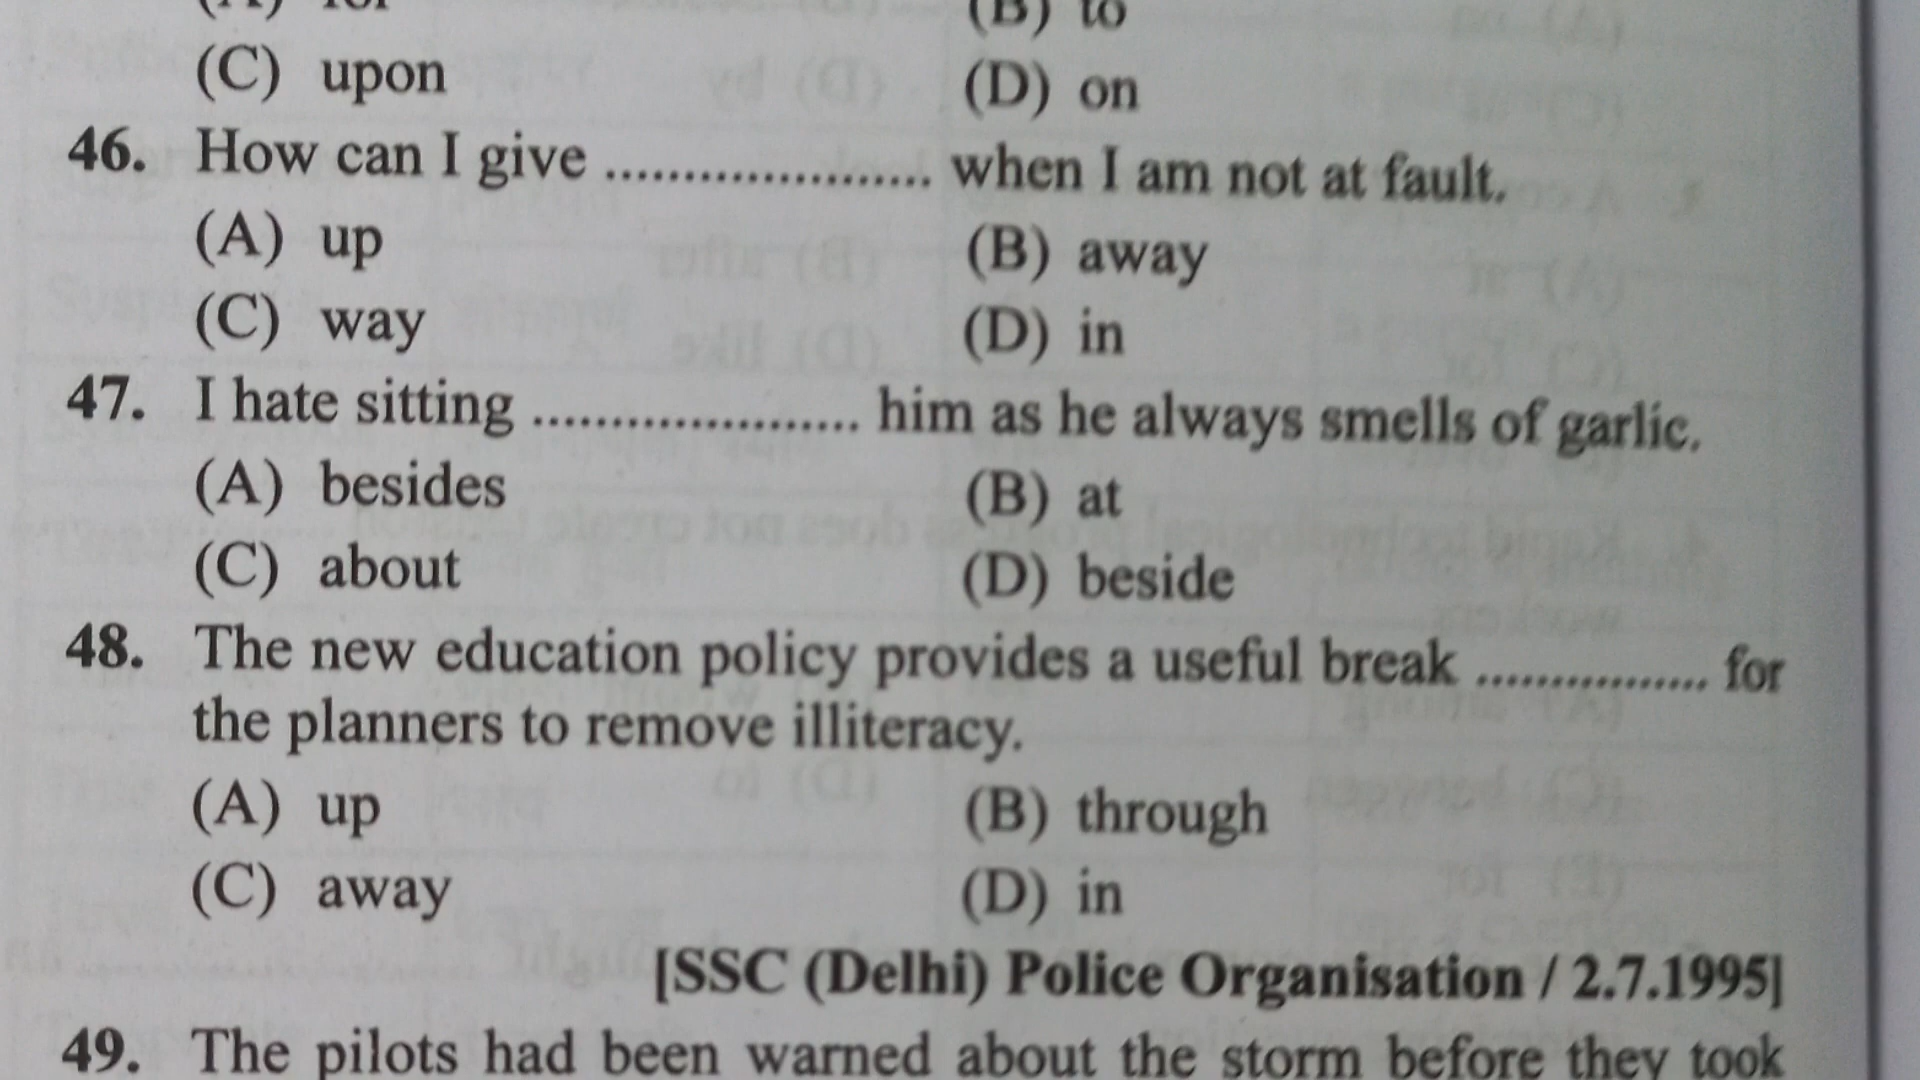 (A) for (B) to
(C) upon (D) on
46. How can I give ..................... when I am not at fault.
(A) up (B) away
(C) way (D) in
47. I hate sitting ..................... him as he always smells of garlic.
(A) besides (B) at
(C) about (D) beside
48. The new education policy provides a useful break ................ for
the planners to remove illiteracy.
(A) up (B) through
(C) away (D) in
[SSC (Delhi) Police Organisation / 2.7.1995]
49. The pilots had been warned about the storm before they took